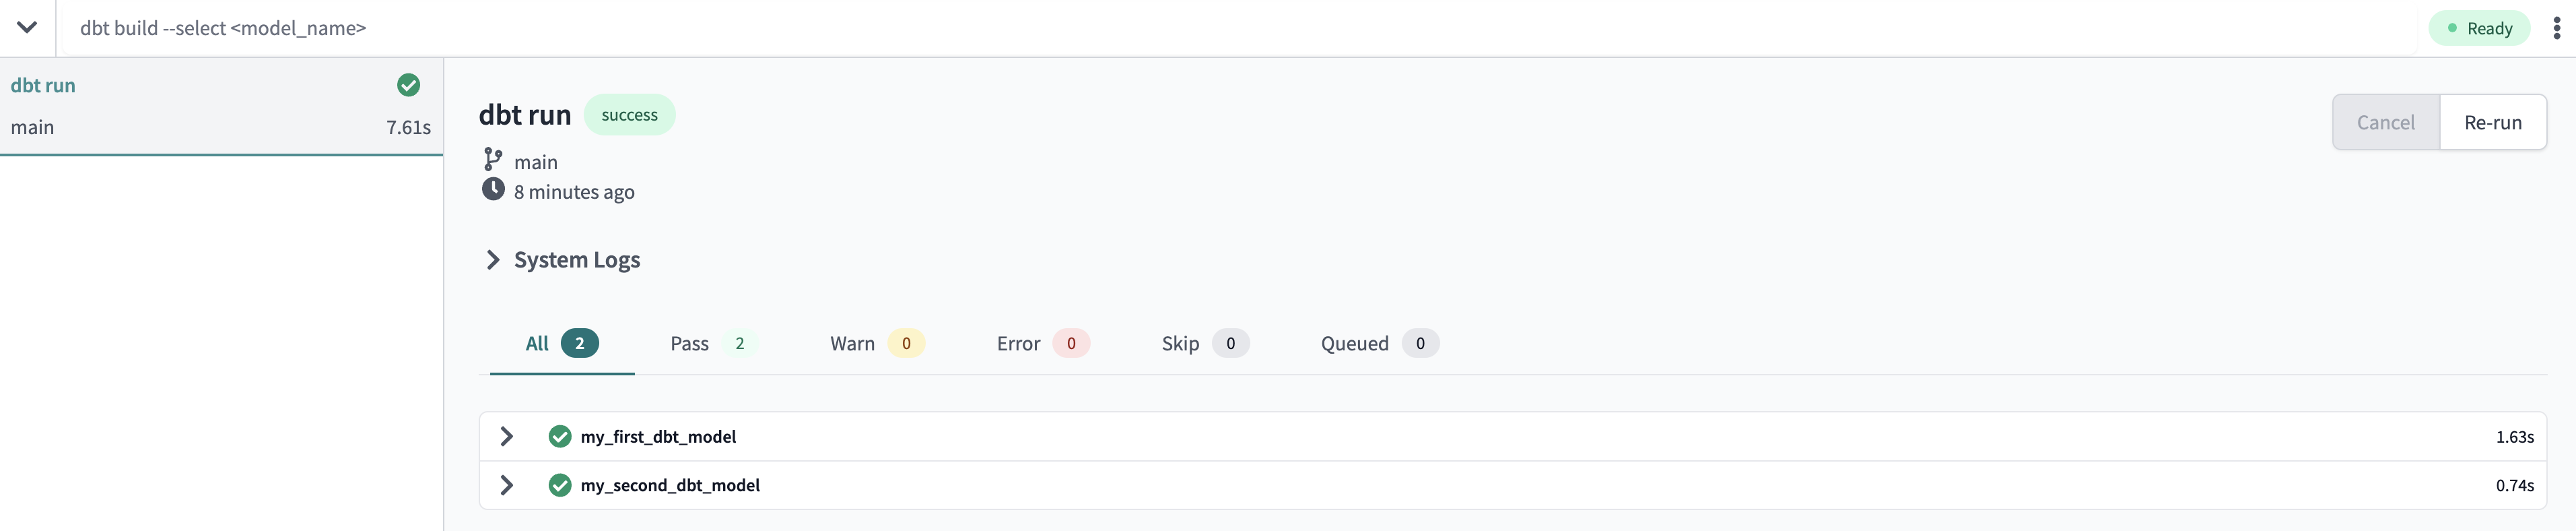 dbt build --select <model_name>
Ready
dbt run
main 7.61s
dbt run success
Cancel Re-run
main
8 minutes ago
System Logs
All 2 Pass 2 Warn 0 Error 0 Skip 0 Queued 0
my_first_dbt_model 1.63s
my_second_dbt_model 0.74s